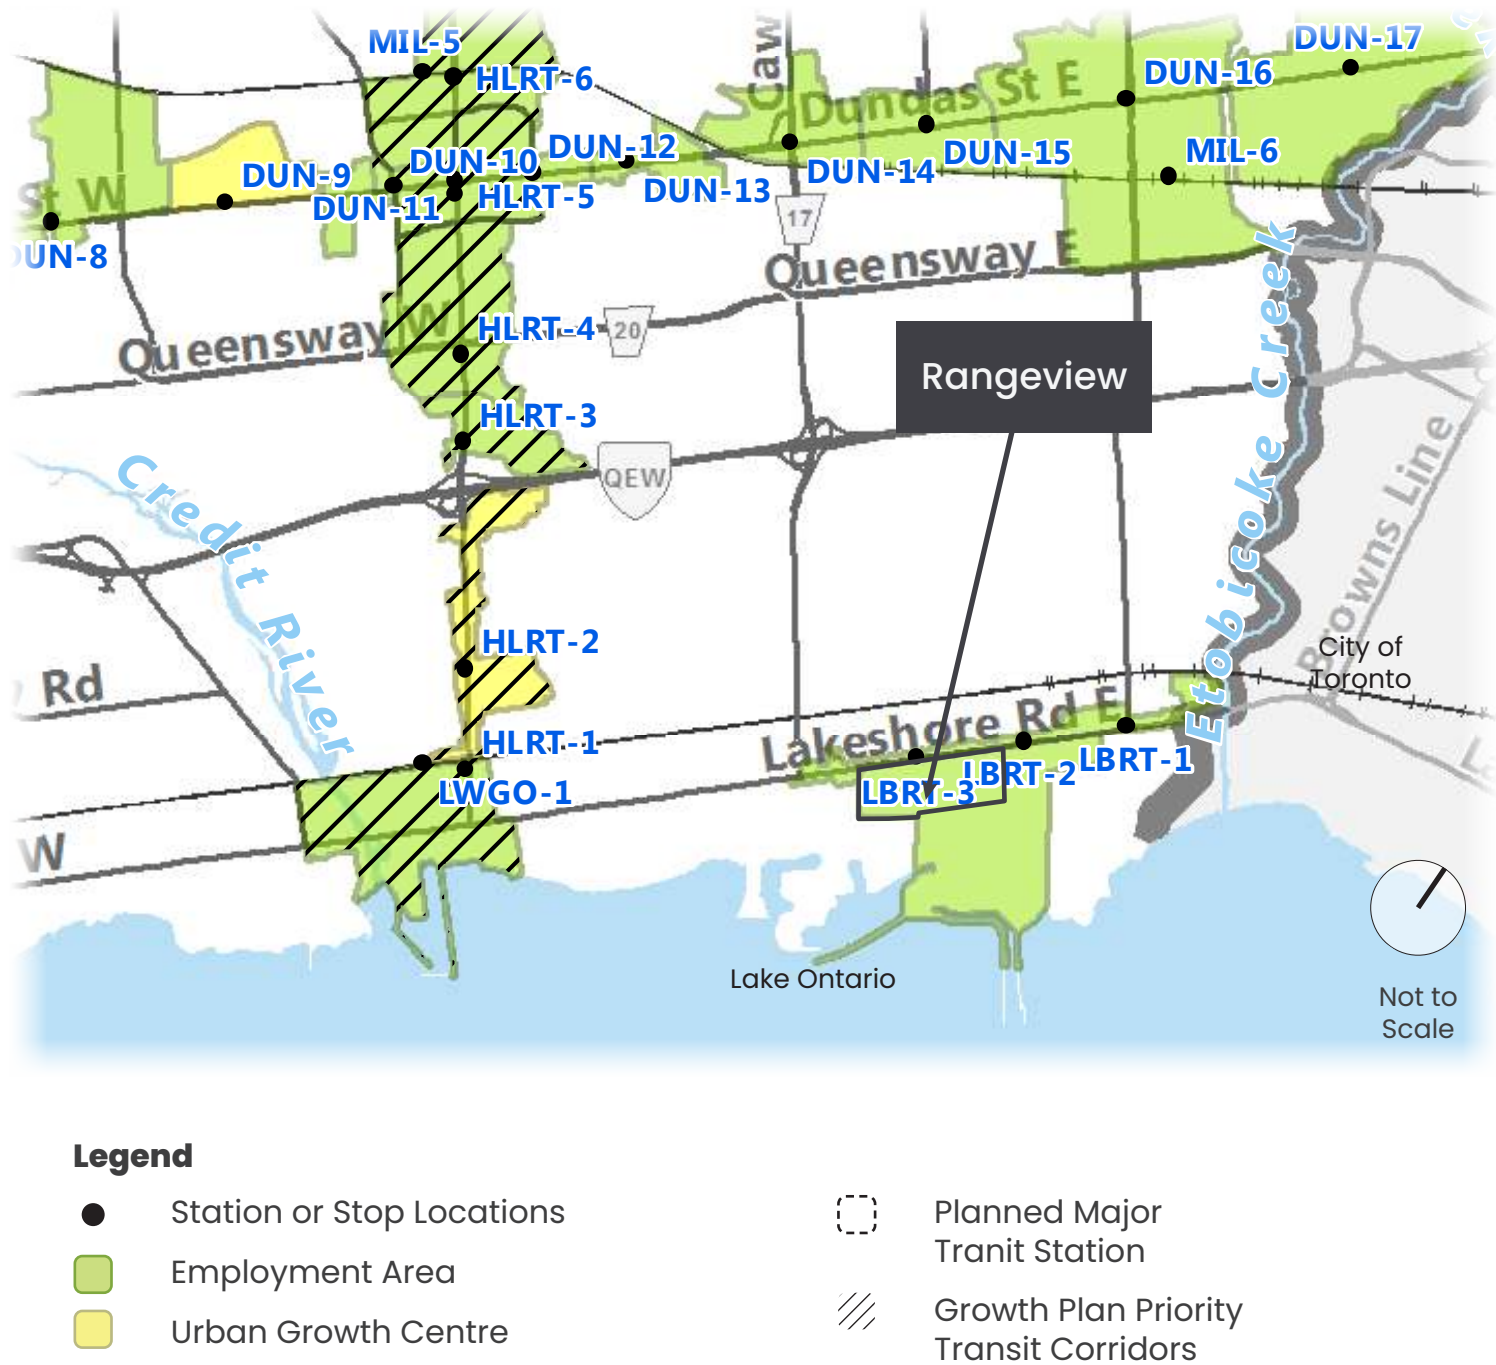 MIL-5
HLRT-6
Dundas St E
DUN-17
DUN-16
DUN-12
DUN-10
DUN-9
DUN-15
MIL-6
DUN-14
DUN-13
St W
DUN-11
HLRT-5
17
UN-8
Queensway E
Queensway W
HLRT-4
20
Rangeview
HLRT-3
QEW
Credit River
Etobicoke Creek
Browns Line
HLRT-2
City of
Toronto
Rd
Lakeshore Rd E
HLRT-1
LBRT-1
LBRT-2
LBRT-3
LWGO-1
W
Lake Ontario
Not to
Scale
Legend
Station or Stop Locations
Employment Area
Urban Growth Centre
Planned Major
Tranit Station
Growth Plan Priority
Transit Corridors